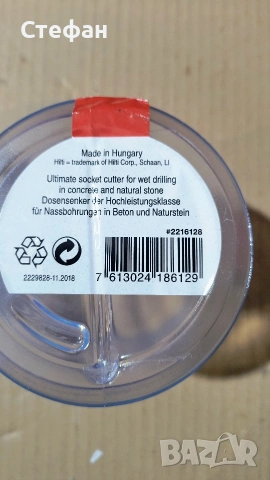 Стефан
Made in Hungary
Hilti = trademark of Hilti Corp., Schaan, LI
Ultimate socket cutter for wet drilling
in concrete and natural stone
Dosensenker der Hochleistungsklasse
für Nassbohrungen in Beton und Naturstein
#2216128
2229828-11.2018
7 613024 186129
BAZAR